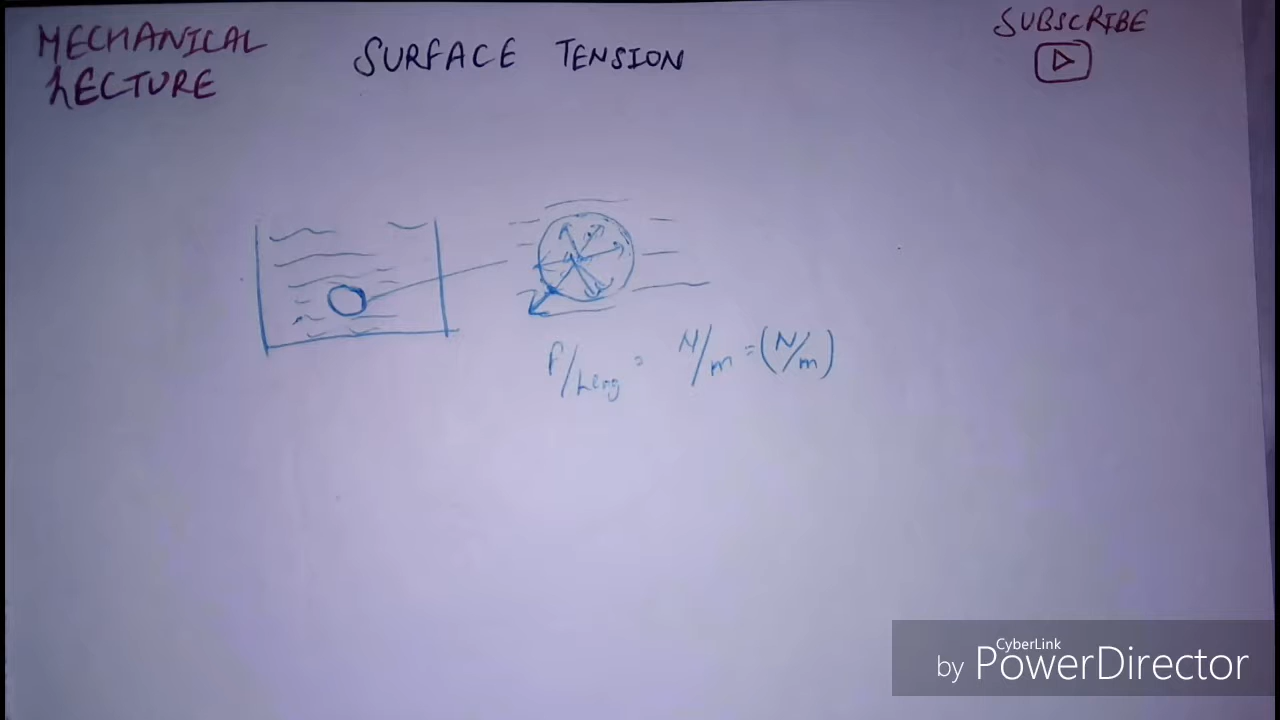 MECHANICAL
LECTURE
SURFACE TENSION
SUBSCRIBE
F/Leng = N/m = (N/m)
CyberLink
by PowerDirector